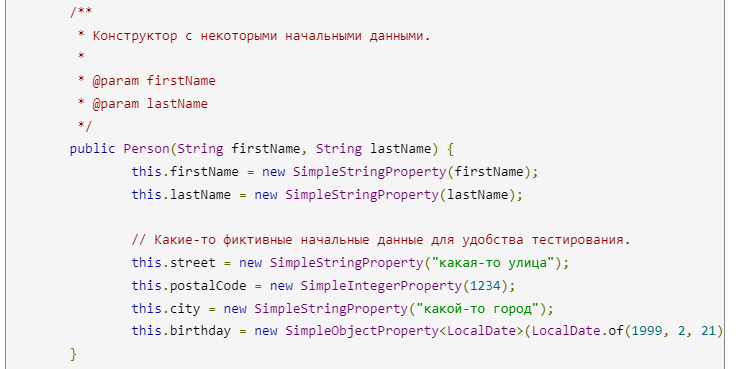 /**
* Конструктор с некоторыми начальными данными.
*
* @param firstName
* @param lastName
*/
public Person(String firstName, String lastName) {
this.firstName = new SimpleStringProperty(firstName);
this.lastName = new SimpleStringProperty(lastName);
// Какие-то фиктивные начальные данные для удобства тестирования.
this.street = new SimpleStringProperty("какая-то улица");
this.postalCode = new SimpleIntegerProperty(1234);
this.city = new SimpleStringProperty("какой-то город");
this.birthday = new SimpleObjectProperty<LocalDate>(LocalDate.of(1999, 2, 21)
}